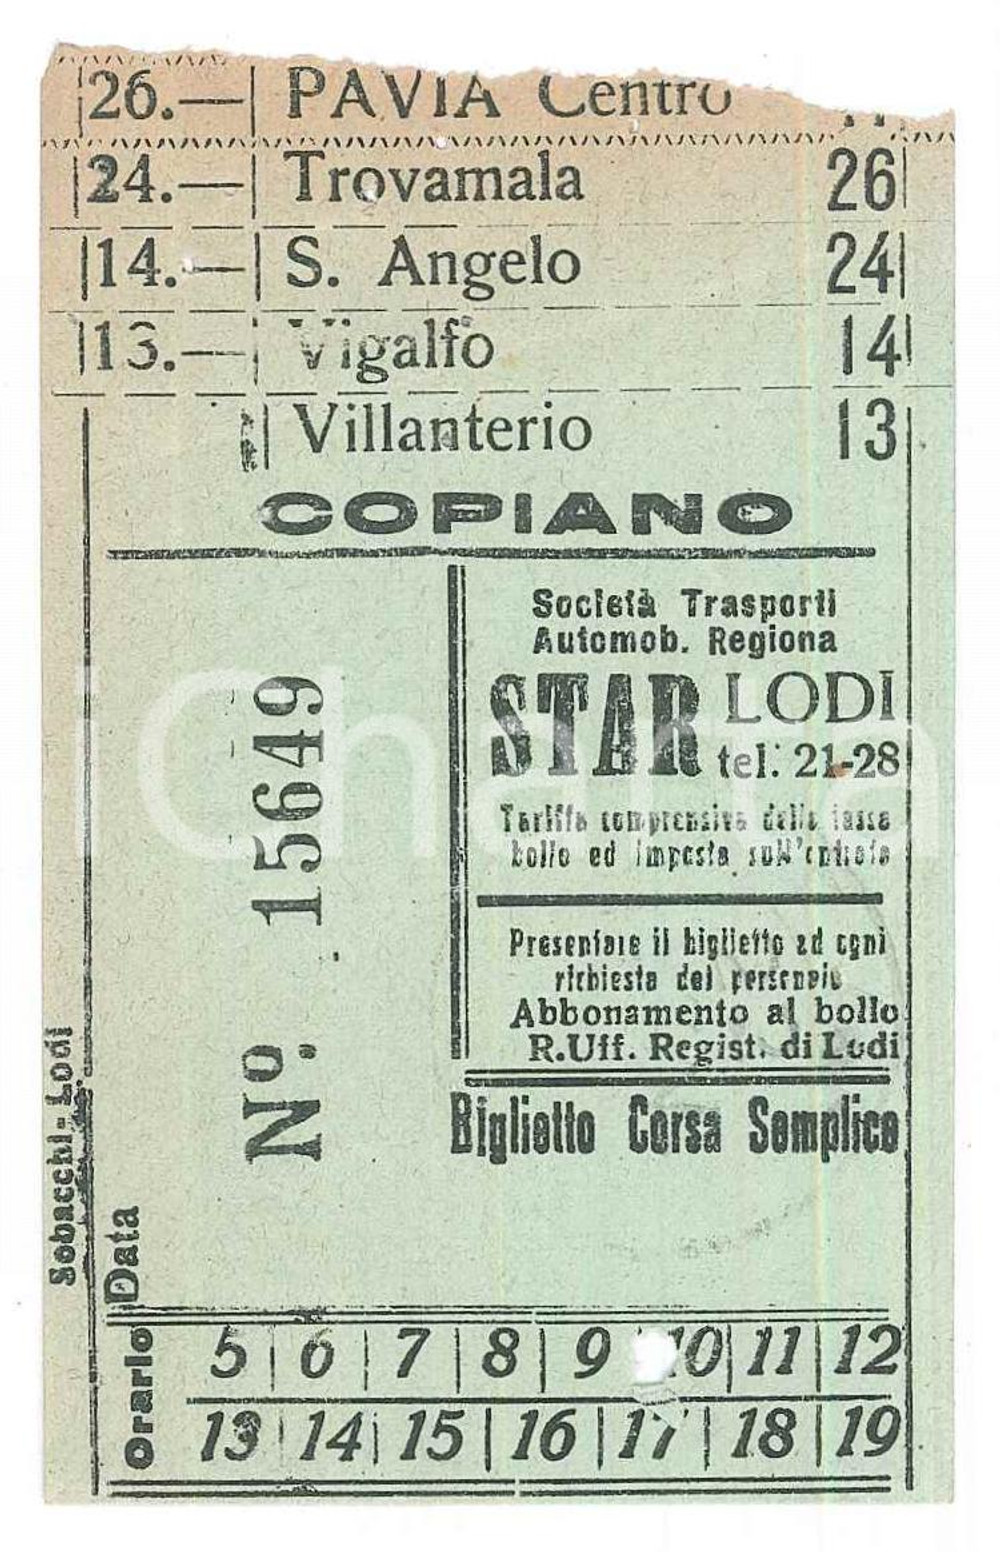 26.— PAVIA Centro
24.— Trovamala 26
14.— S. Angelo 24
13.— Vigalfo 14
Villanterio 13
COPIANO
Società Trasporti
Automob. Regiona
STAR LODI
tel. 21-28
Tariffa comprensiva della tassa
bollo ed imposta sull'entrata
Presentare il biglietto ad ogni
richiesta del personale
Abbonamento al bollo
R.Uff. Regist. di Lodi
Biglietto Corsa Semplice
Nº. 15649
Sobacchi - Lodi
Data
Orario
5 6 7 8 9 10 11 12
13 14 15 16 17 18 19